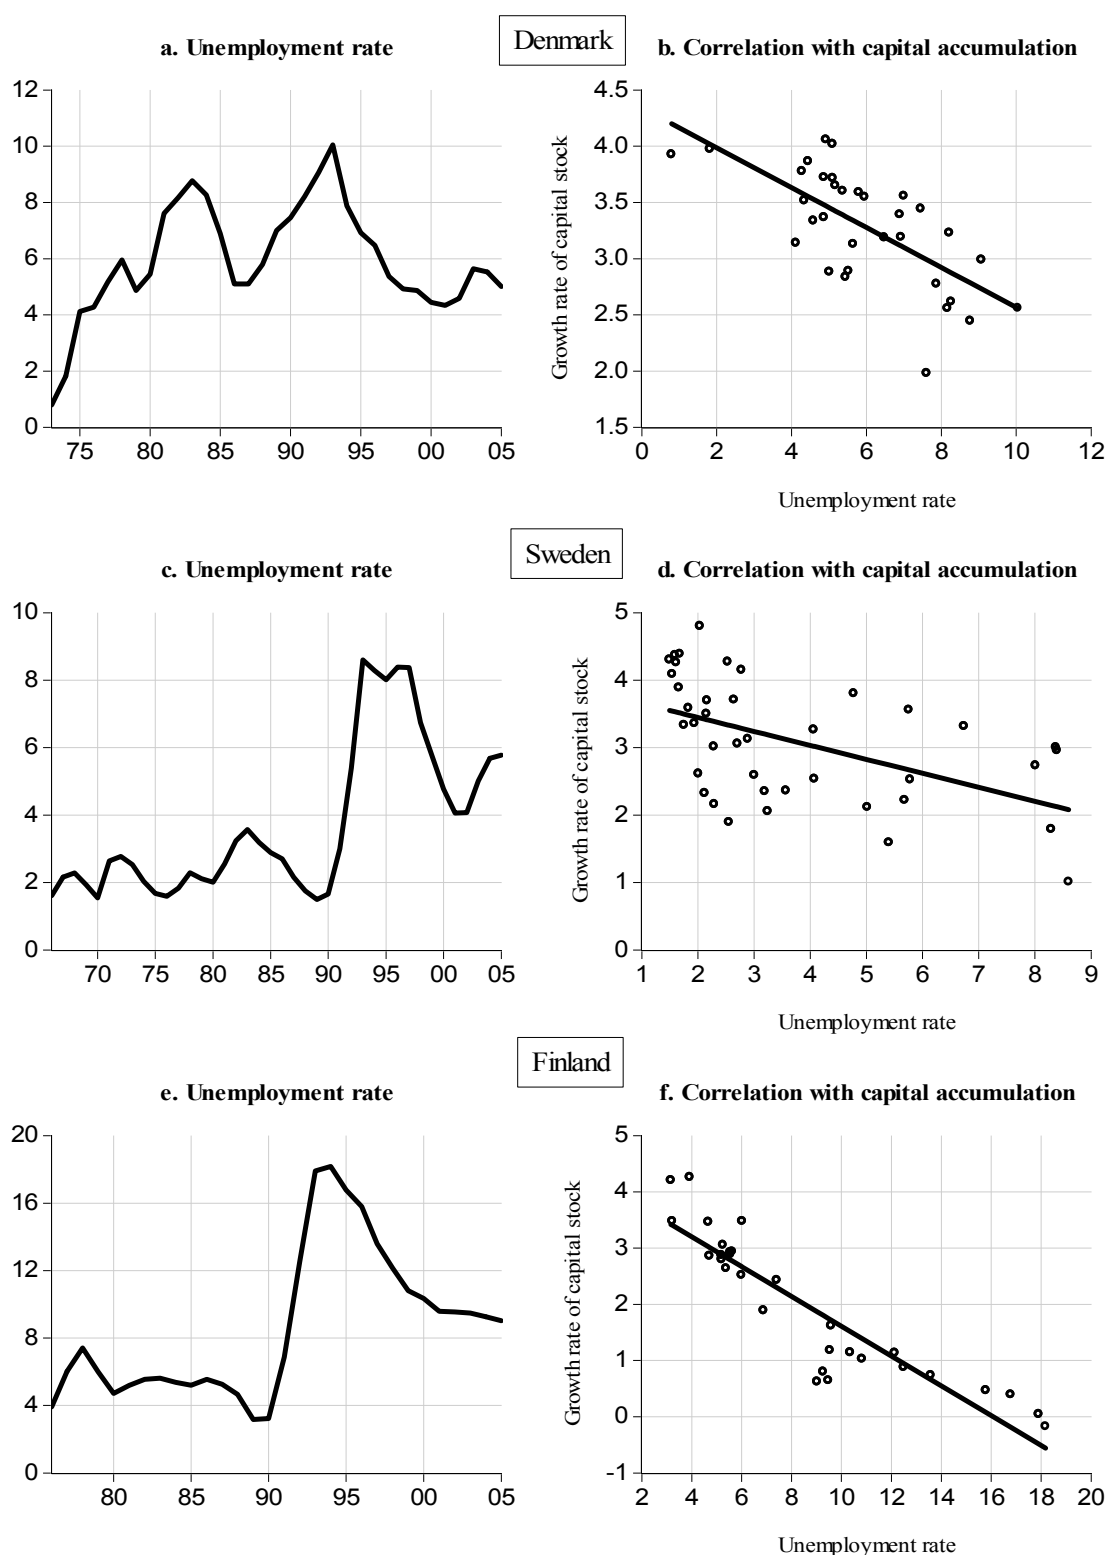 Denmark
a. Unemployment rate
b. Correlation with capital accumulation
12
10
8
6
4
2
0
75 80 85 90 95 00 05
Growth rate of capital stock
4.5
4.0
3.5
3.0
2.5
2.0
1.5
0 2 4 6 8 10 12
Unemployment rate
Sweden
c. Unemployment rate
d. Correlation with capital accumulation
10
8
6
4
2
0
70 75 80 85 90 95 00 05
Growth rate of capital stock
5
4
3
2
1
0
1 2 3 4 5 6 7 8 9
Unemployment rate
Finland
e. Unemployment rate
f. Correlation with capital accumulation
20
16
12
8
4
0
80 85 90 95 00 05
Growth rate of capital stock
5
4
3
2
1
0
-1
2 4 6 8 10 12 14 16 18 20
Unemployment rate